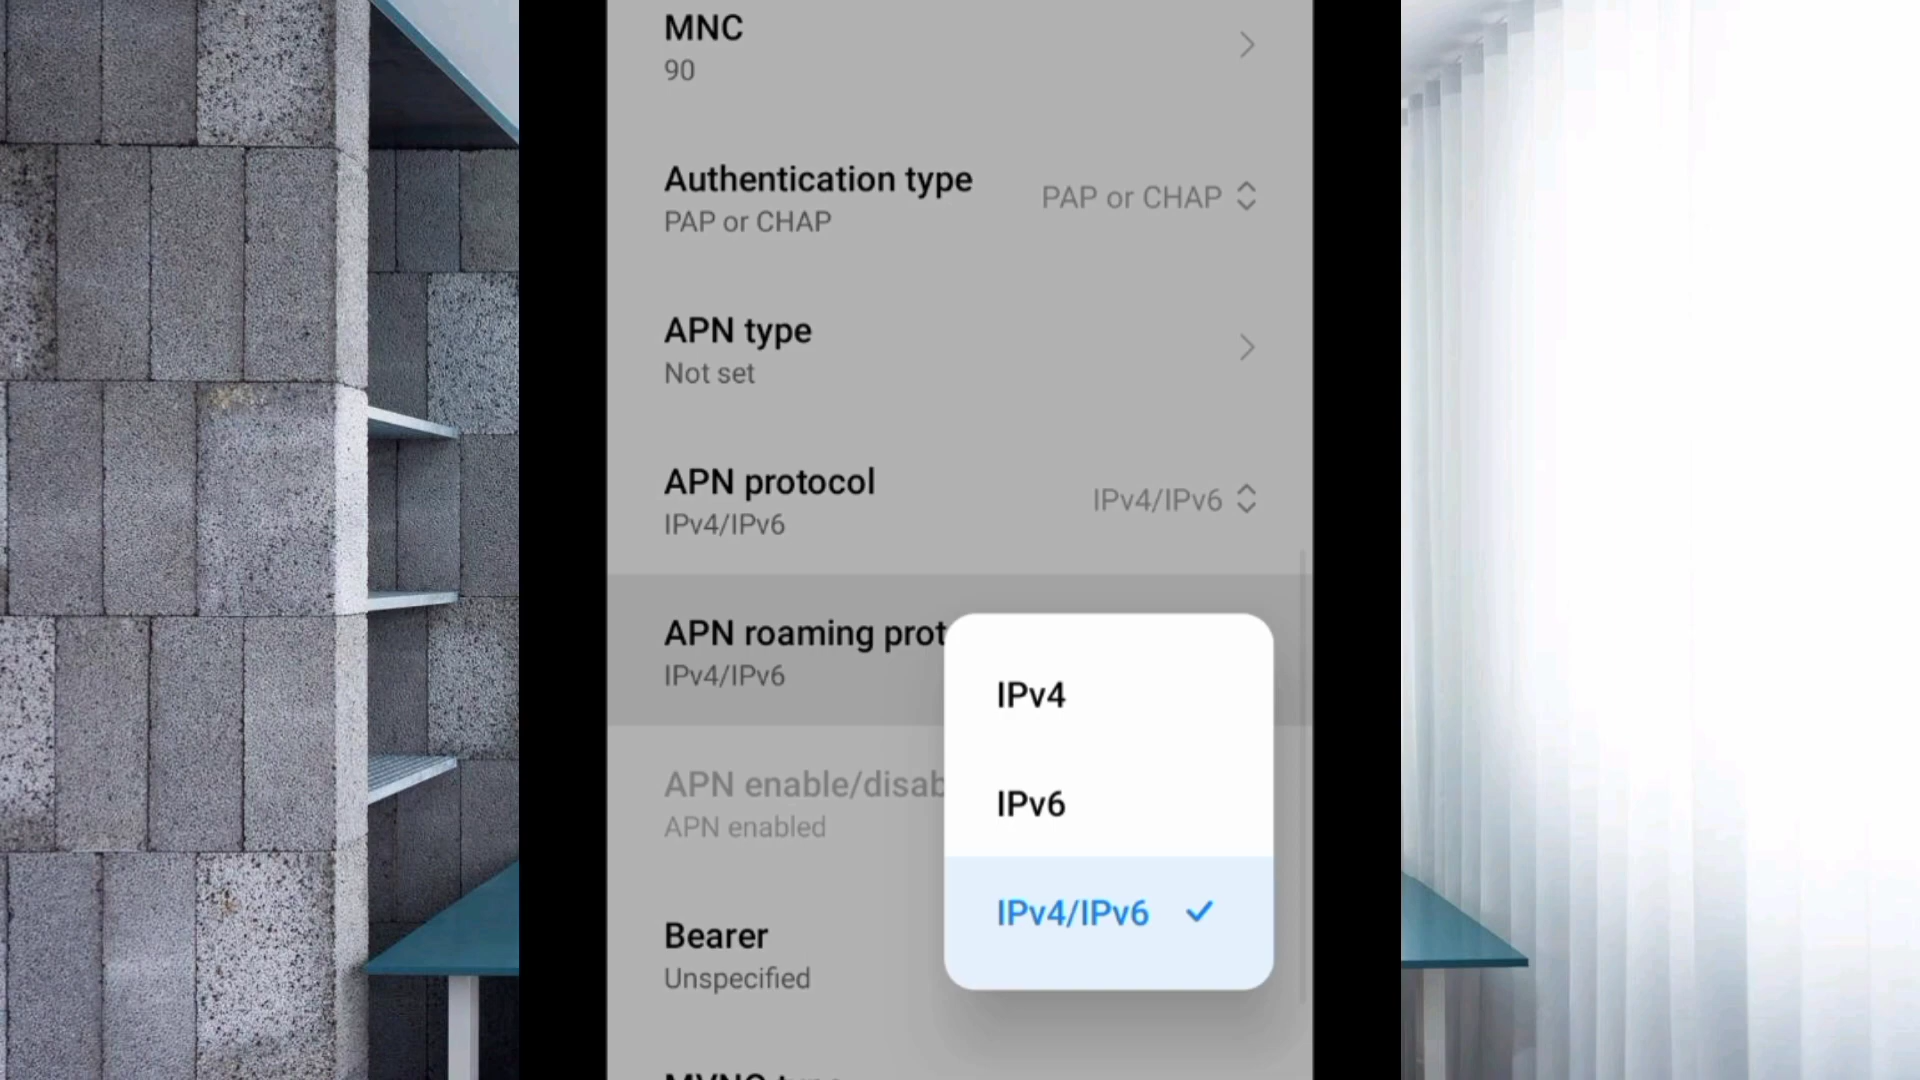 MNC
90
Authentication type
PAP or CHAP
PAP or CHAP
APN type
Not set
APN protocol
IPv4/IPv6
IPv4/IPv6
APN roaming prot
IPv4/IPv6
IPv4
IPv6
IPv4/IPv6
APN enable/disab
APN enabled
Bearer
Unspecified